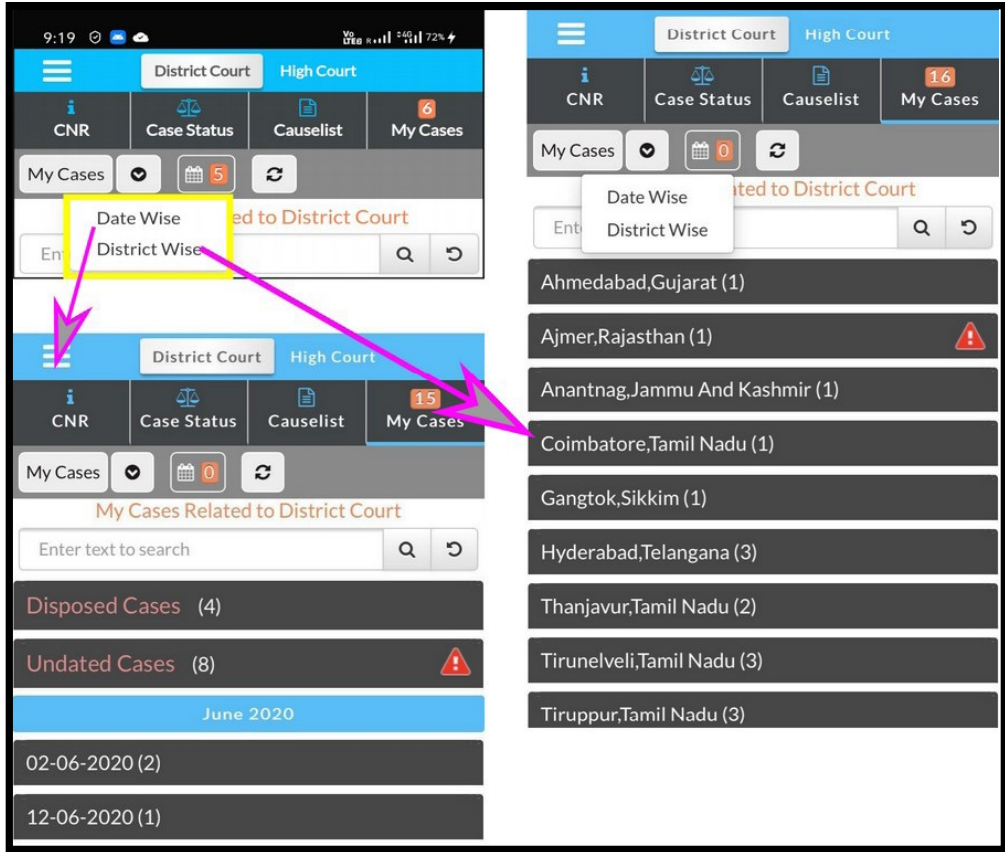 9:19 Vo LTE R 4G 72%
District Court High Court
CNR Case Status Causelist 6 My Cases
My Cases 5
Date Wise
ed to District Court
District Wise
En
District Court High Court
CNR Case Status Causelist 15 My Cases
My Cases 0
My Cases Related to District Court
Enter text to search
Disposed Cases (4)
Undated Cases (8)
June 2020
02-06-2020 (2)
12-06-2020 (1)
District Court High Court
CNR Case Status Causelist 16 My Cases
My Cases 0
Date Wise
ated to District Court
District Wise
Ent
Ahmedabad,Gujarat (1)
Ajmer,Rajasthan (1)
Anantnag,Jammu And Kashmir (1)
Coimbatore,Tamil Nadu (1)
Gangtok,Sikkim (1)
Hyderabad,Telangana (3)
Thanjavur,Tamil Nadu (2)
Tirunelveli,Tamil Nadu (3)
Tiruppur,Tamil Nadu (3)